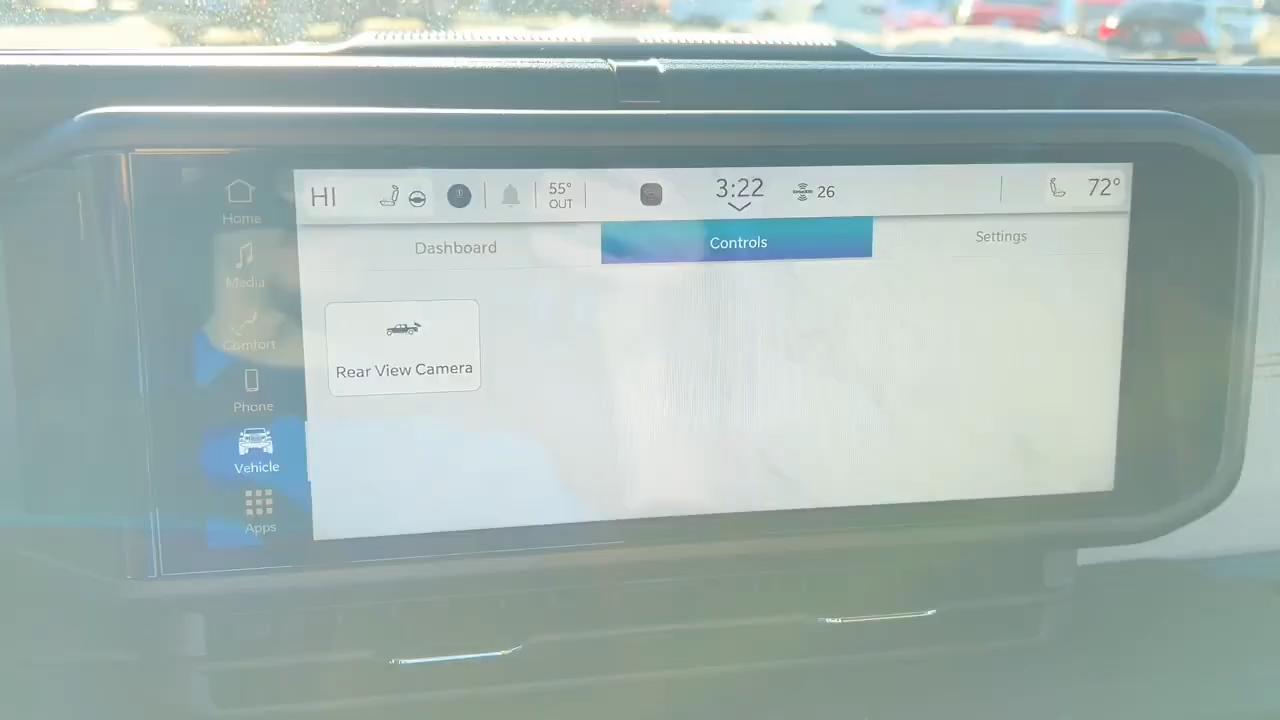 HI
55°
OUT
3:22
26
72°
Home
Media
Comfort
Phone
Vehicle
Apps
Dashboard
Controls
Settings
Rear View Camera